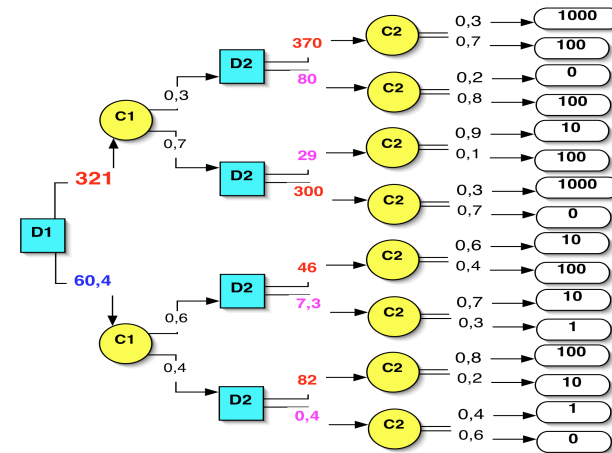 0,3 1000
370 C2
0,7 100
D2
80 0,2 0
C2
0,3 0,8 100
C1
0,7 0,9 10
29 C2
0,1 100
D2
321 300 0,3 1000
C2
0,7 0
D1
0,6 10
46 C2
60,4 0,4 100
D2
7,3 0,7 10
0,6 C2
0,3 1
C1
0,4 0,8 100
82 C2
0,2 10
D2
0,4 0,4 1
C2
0,6 0